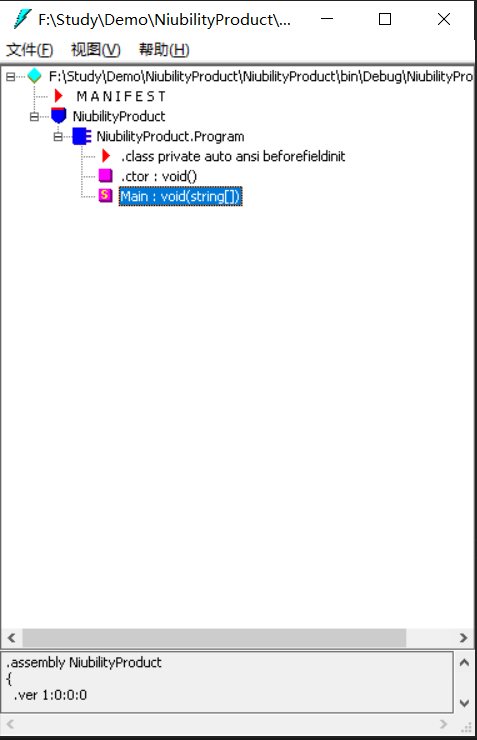 F:\Study\Demo\NiubilityProduct\...
文件(F) 视图(V) 帮助(H)
F:\Study\Demo\NiubilityProduct\NiubilityProduct\bin\Debug\NiubilityPro
M A N I F E S T
NiubilityProduct
NiubilityProduct.Program
.class private auto ansi beforefieldinit
.ctor : void()
S Main : void(string[])
.assembly NiubilityProduct
{
.ver 1:0:0:0